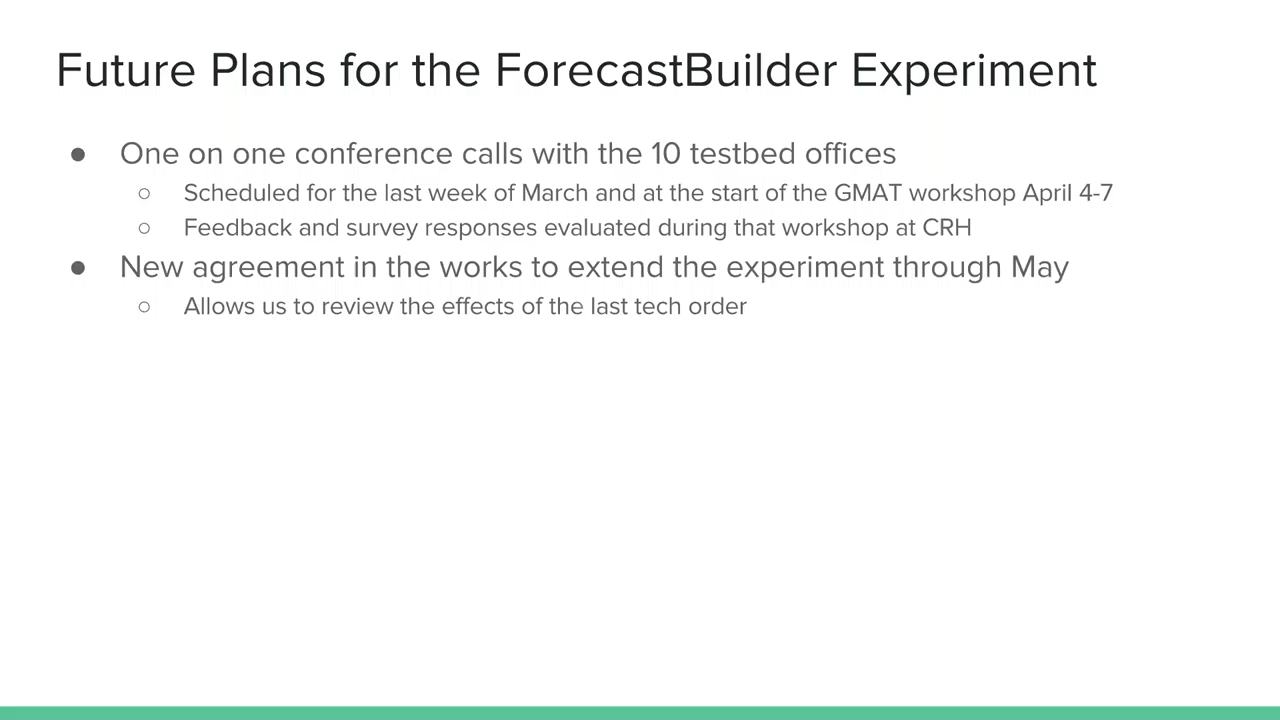 Future Plans for the ForecastBuilder Experiment
● One on one conference calls with the 10 testbed offices
○ Scheduled for the last week of March and at the start of the GMAT workshop April 4-7
○ Feedback and survey responses evaluated during that workshop at CRH
● New agreement in the works to extend the experiment through May
○ Allows us to review the effects of the last tech order